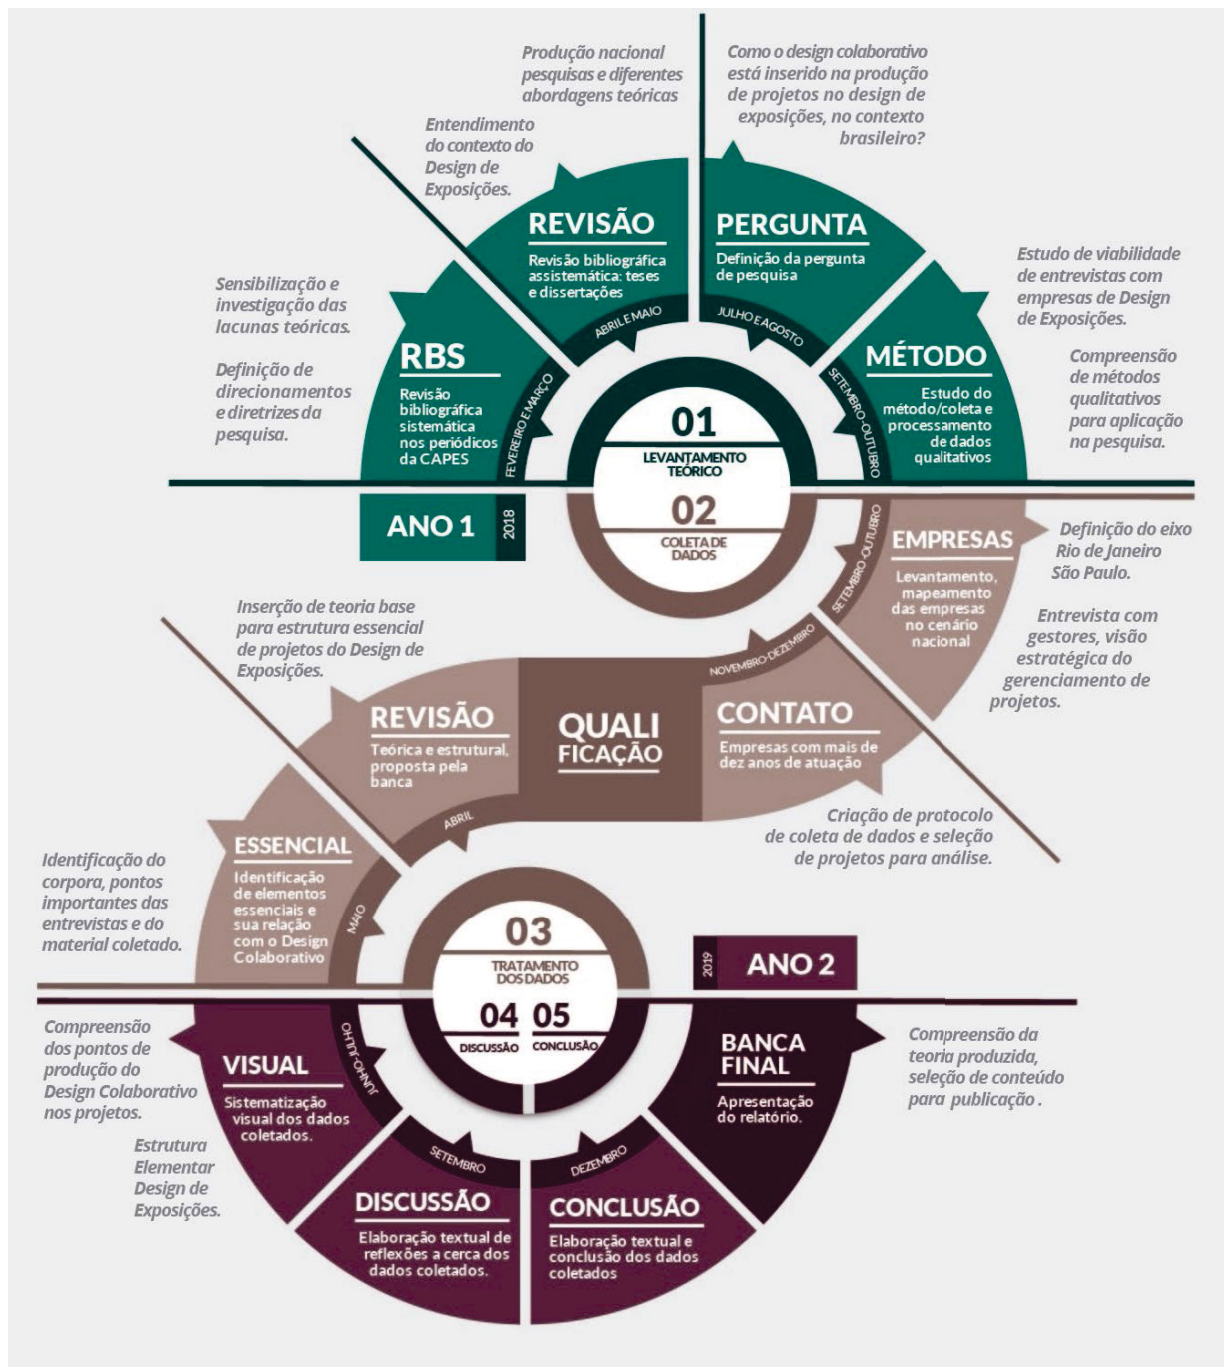 Produção nacional
pesquisas e diferentes
abordagens teóricas
Como o design colaborativo
está inserido na produção
de projetos no design de
exposições, no contexto
brasileiro?
Entendimento
do contexto do
Design de
Exposições.
REVISÃO
Revisão bibliográfica
assistemática: teses
e dissertações
ABRIL E MAIO
PERGUNTA
Definição da pergunta
de pesquisa
JULHO E AGOSTO
Sensibilização e
investigação das
lacunas teóricas.
Definição de
direcionamentos
e diretrizes da
pesquisa.
RBS
Revisão
bibliográfica
sistemática
nos periódicos
da CAPES
FEVEREIRO E MARÇO
MÉTODO
Estudo do
método/coleta e
processamento
de dados
qualitativos
SETEMBRO-OUTUBRO
Estudo de viabilidade
de entrevistas com
empresas de Design
de Exposições.
Compreensão
de métodos
qualitativos
para aplicação
na pesquisa.
01
LEVANTAMENTO
TEÓRICO
02
COLETA DE
DADOS
ANO 1
2018
EMPRESAS
Levantamento,
mapeamento
das empresas
no cenário
nacional
SETEMBRO-OUTUBRO
Definição do eixo
Rio de Janeiro
São Paulo.
Entrevista com
gestores, visão
estratégica do
gerenciamento de
projetos.
Inserção de teoria base
para estrutura essencial
de projetos do Design de
Exposições.
NOVEMBRO-DEZEMBRO
CONTATO
Empresas com mais de
dez anos de atuação
QUALI
FICAÇÃO
REVISÃO
Teórica e estrutural,
proposta pela
banca
ABRIL
Criação de protocolo
de coleta de dados e seleção
de projetos para análise.
ESSENCIAL
Identificação
de elementos
essenciais e
sua relação
com o Design
Colaborativo
MAIO
Identificação do
corpora, pontos
importantes das
entrevistas e do
material coletado.
03
TRATAMENTO
DOS DADOS
04 05
DISCUSSÃO CONCLUSÃO
2019
ANO 2
Compreensão
dos pontos de
produção do
Design Colaborativo
nos projetos.
Estrutura
Elementar
Design de
Exposições.
VISUAL
Sistematização
visual dos dados
coletados.
JUNHO-JULHO
SETEMBRO
DISCUSSÃO
Elaboração textual de
reflexões a cerca dos
dados coletados.
DEZEMBRO
CONCLUSÃO
Elaboração textual e
conclusão dos dados
coletados
BANCA
FINAL
Apresentação
do relatório.
Compreensão da
teoria produzida,
seleção de conteúdo
para publicação .